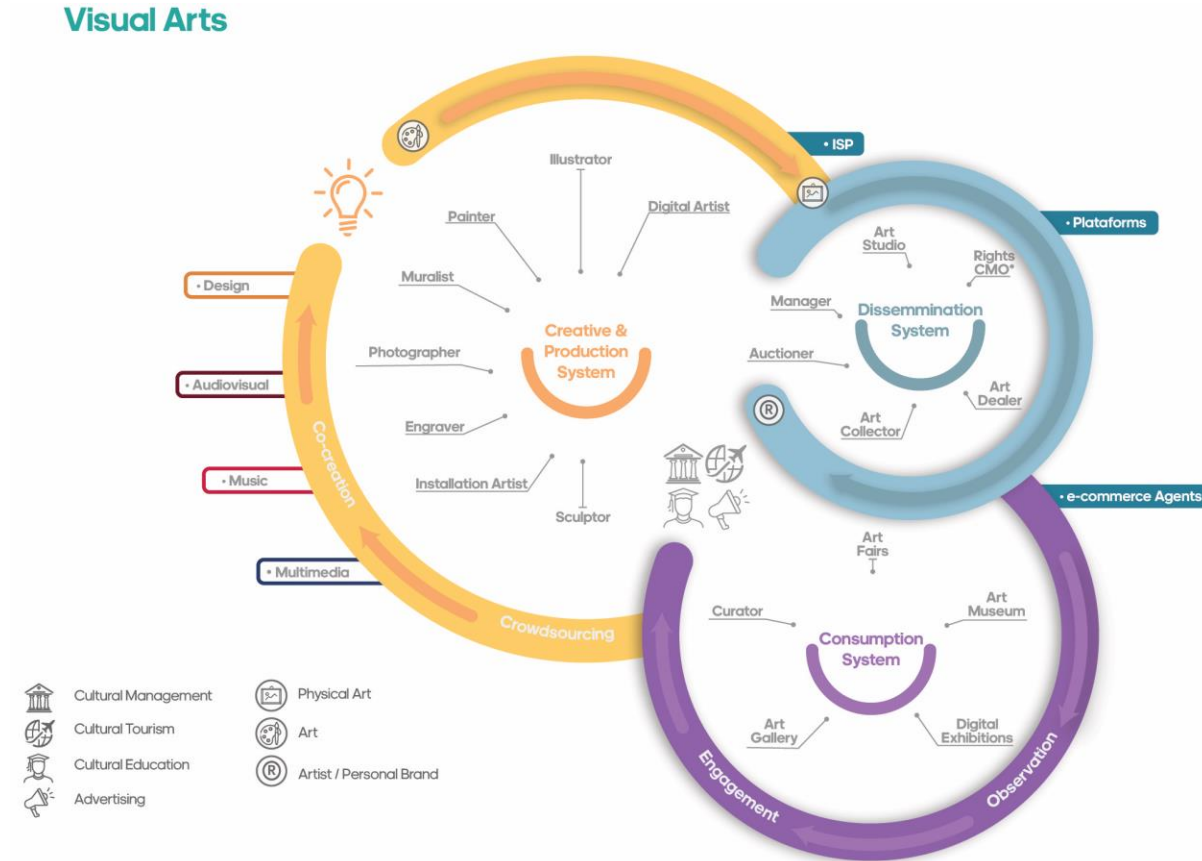 Visual Arts
• ISP
Illustrator
Digital Artist
Painter
• Plataforms
Art
Studio
Rights
CMO*
Muralist
• Design
Manager
Dissemmination
System
Creative &
Production
System
Photographer
Auctioner
• Audiovisual
Art
Dealer
®
Art
Collector
Engraver
Co-creation
• Music
Installation Artist
Sculptor
• e-commerce Agents
Art
Fairs
• Multimedia
Curator
Art
Museum
Crowdsourcing
Consumption
System
Art
Gallery
Digital
Exhibitions
Engagement
Observation
Cultural Management
Physical Art
Cultural Tourism
Art
Cultural Education
® Artist / Personal Brand
Advertising